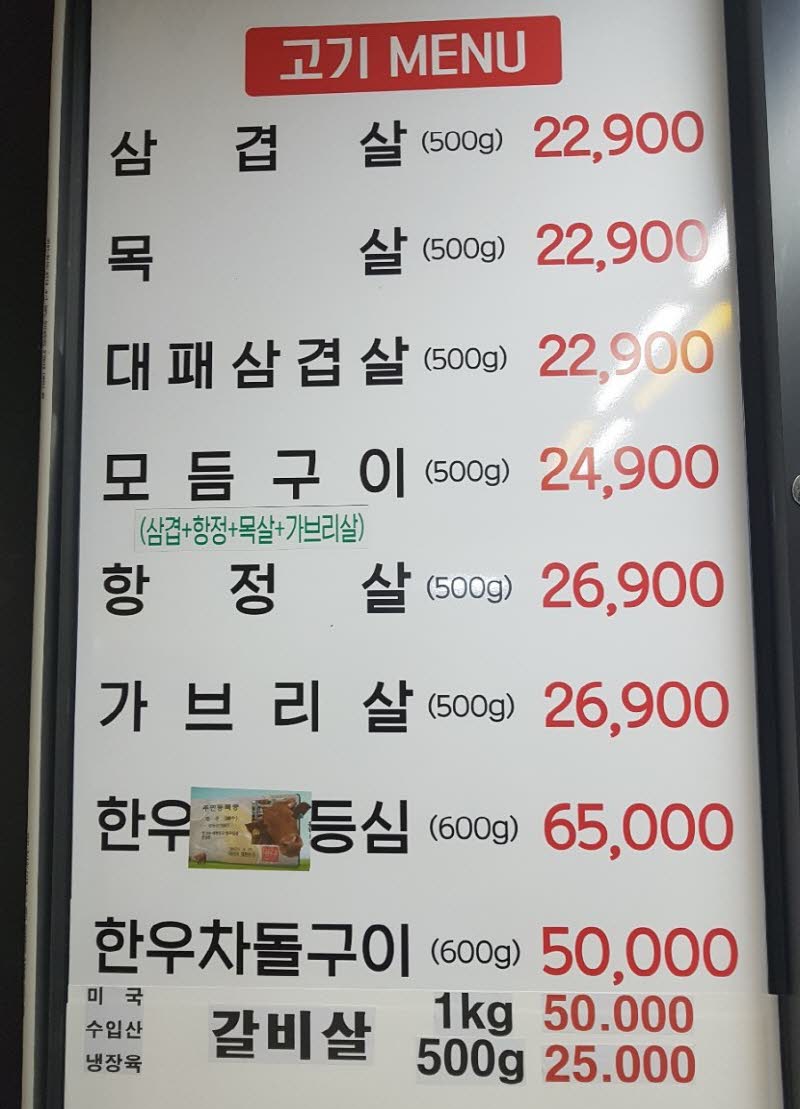 고기 MENU
삼겹살 (500g) 22,900
목살 (500g) 22,900
대패삼겹살 (500g) 22,900
모듬구이 (500g) 24,900
(삼겹+항정+목살+가브리살)
항정살 (500g) 26,900
가브리살 (500g) 26,900
한우 등심 (600g) 65,000
한우차돌구이 (600g) 50,000
미국
수입산
냉장육
갈비살
1kg 50.000
500g 25.000